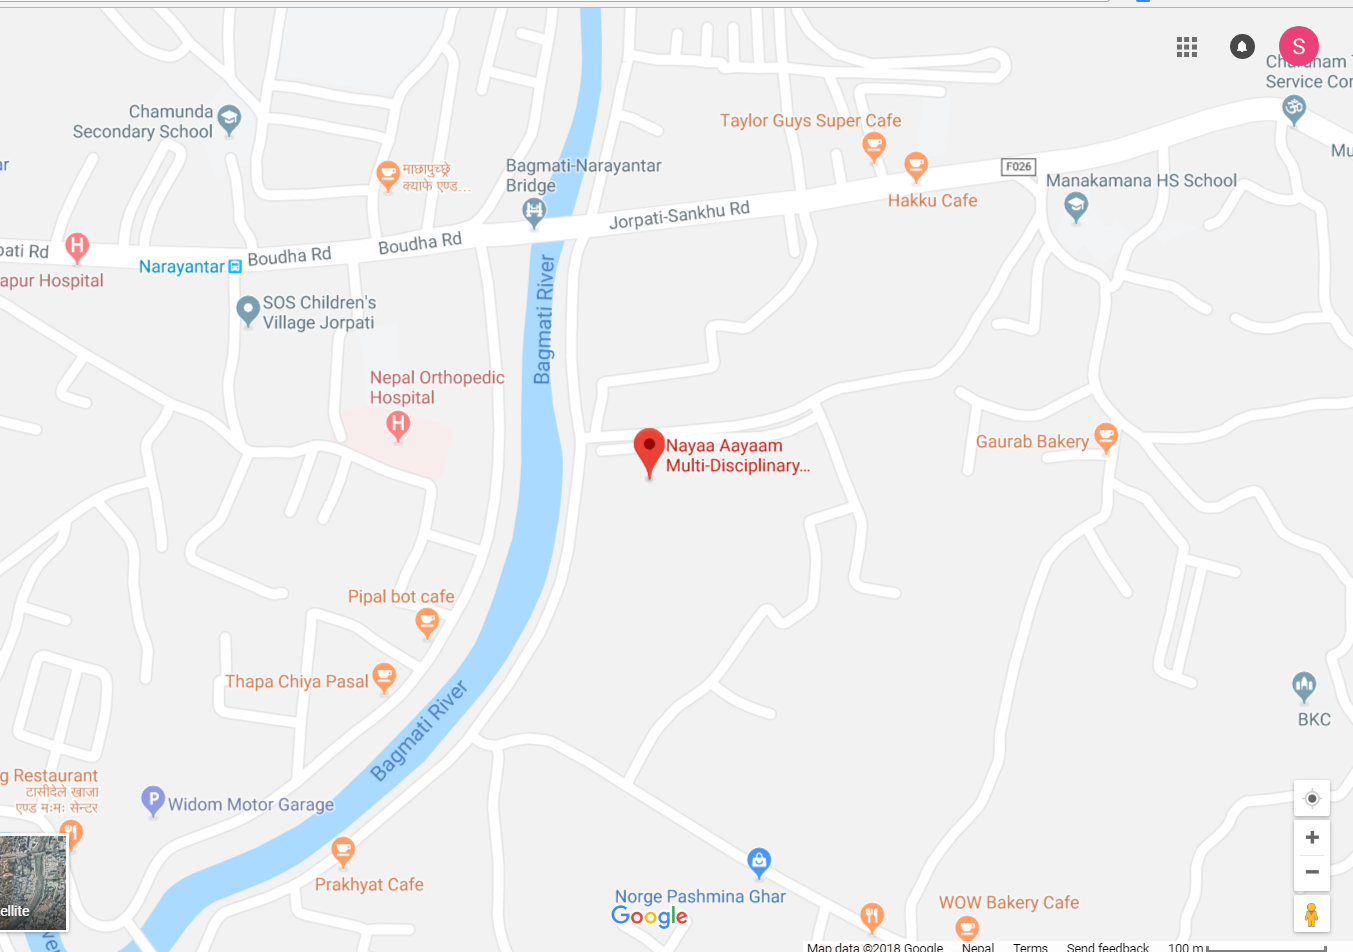 S
Chardham T
Service Cor
Chamunda
Secondary School
Taylor Guys Super Cafe
Mu
ar
माछापुच्छ्रे
क्याफे एण्ड...
Bagmati-Narayantar
Bridge
F026
Manakamana HS School
Hakku Cafe
Jorpati-Sankhu Rd
pati Rd
H
Boudha Rd
Boudha Rd
Narayantar
apur Hospital
Bagmati River
SOS Children's
Village Jorpati
Nepal Orthopedic
Hospital
H
Nayaa Aayaam
Multi-Disciplinary...
Gaurab Bakery
Pipal bot cafe
Thapa Chiya Pasal
Bagmati River
BKC
g Restaurant
टासीदेले खाजा
एण्ड म:म: सेन्टर
P
Widom Motor Garage
Prakhyat Cafe
Norge Pashmina Ghar
Google
WOW Bakery Cafe
ellite
Map data ©2018 Google Nepal Terms Send feedback 100 m